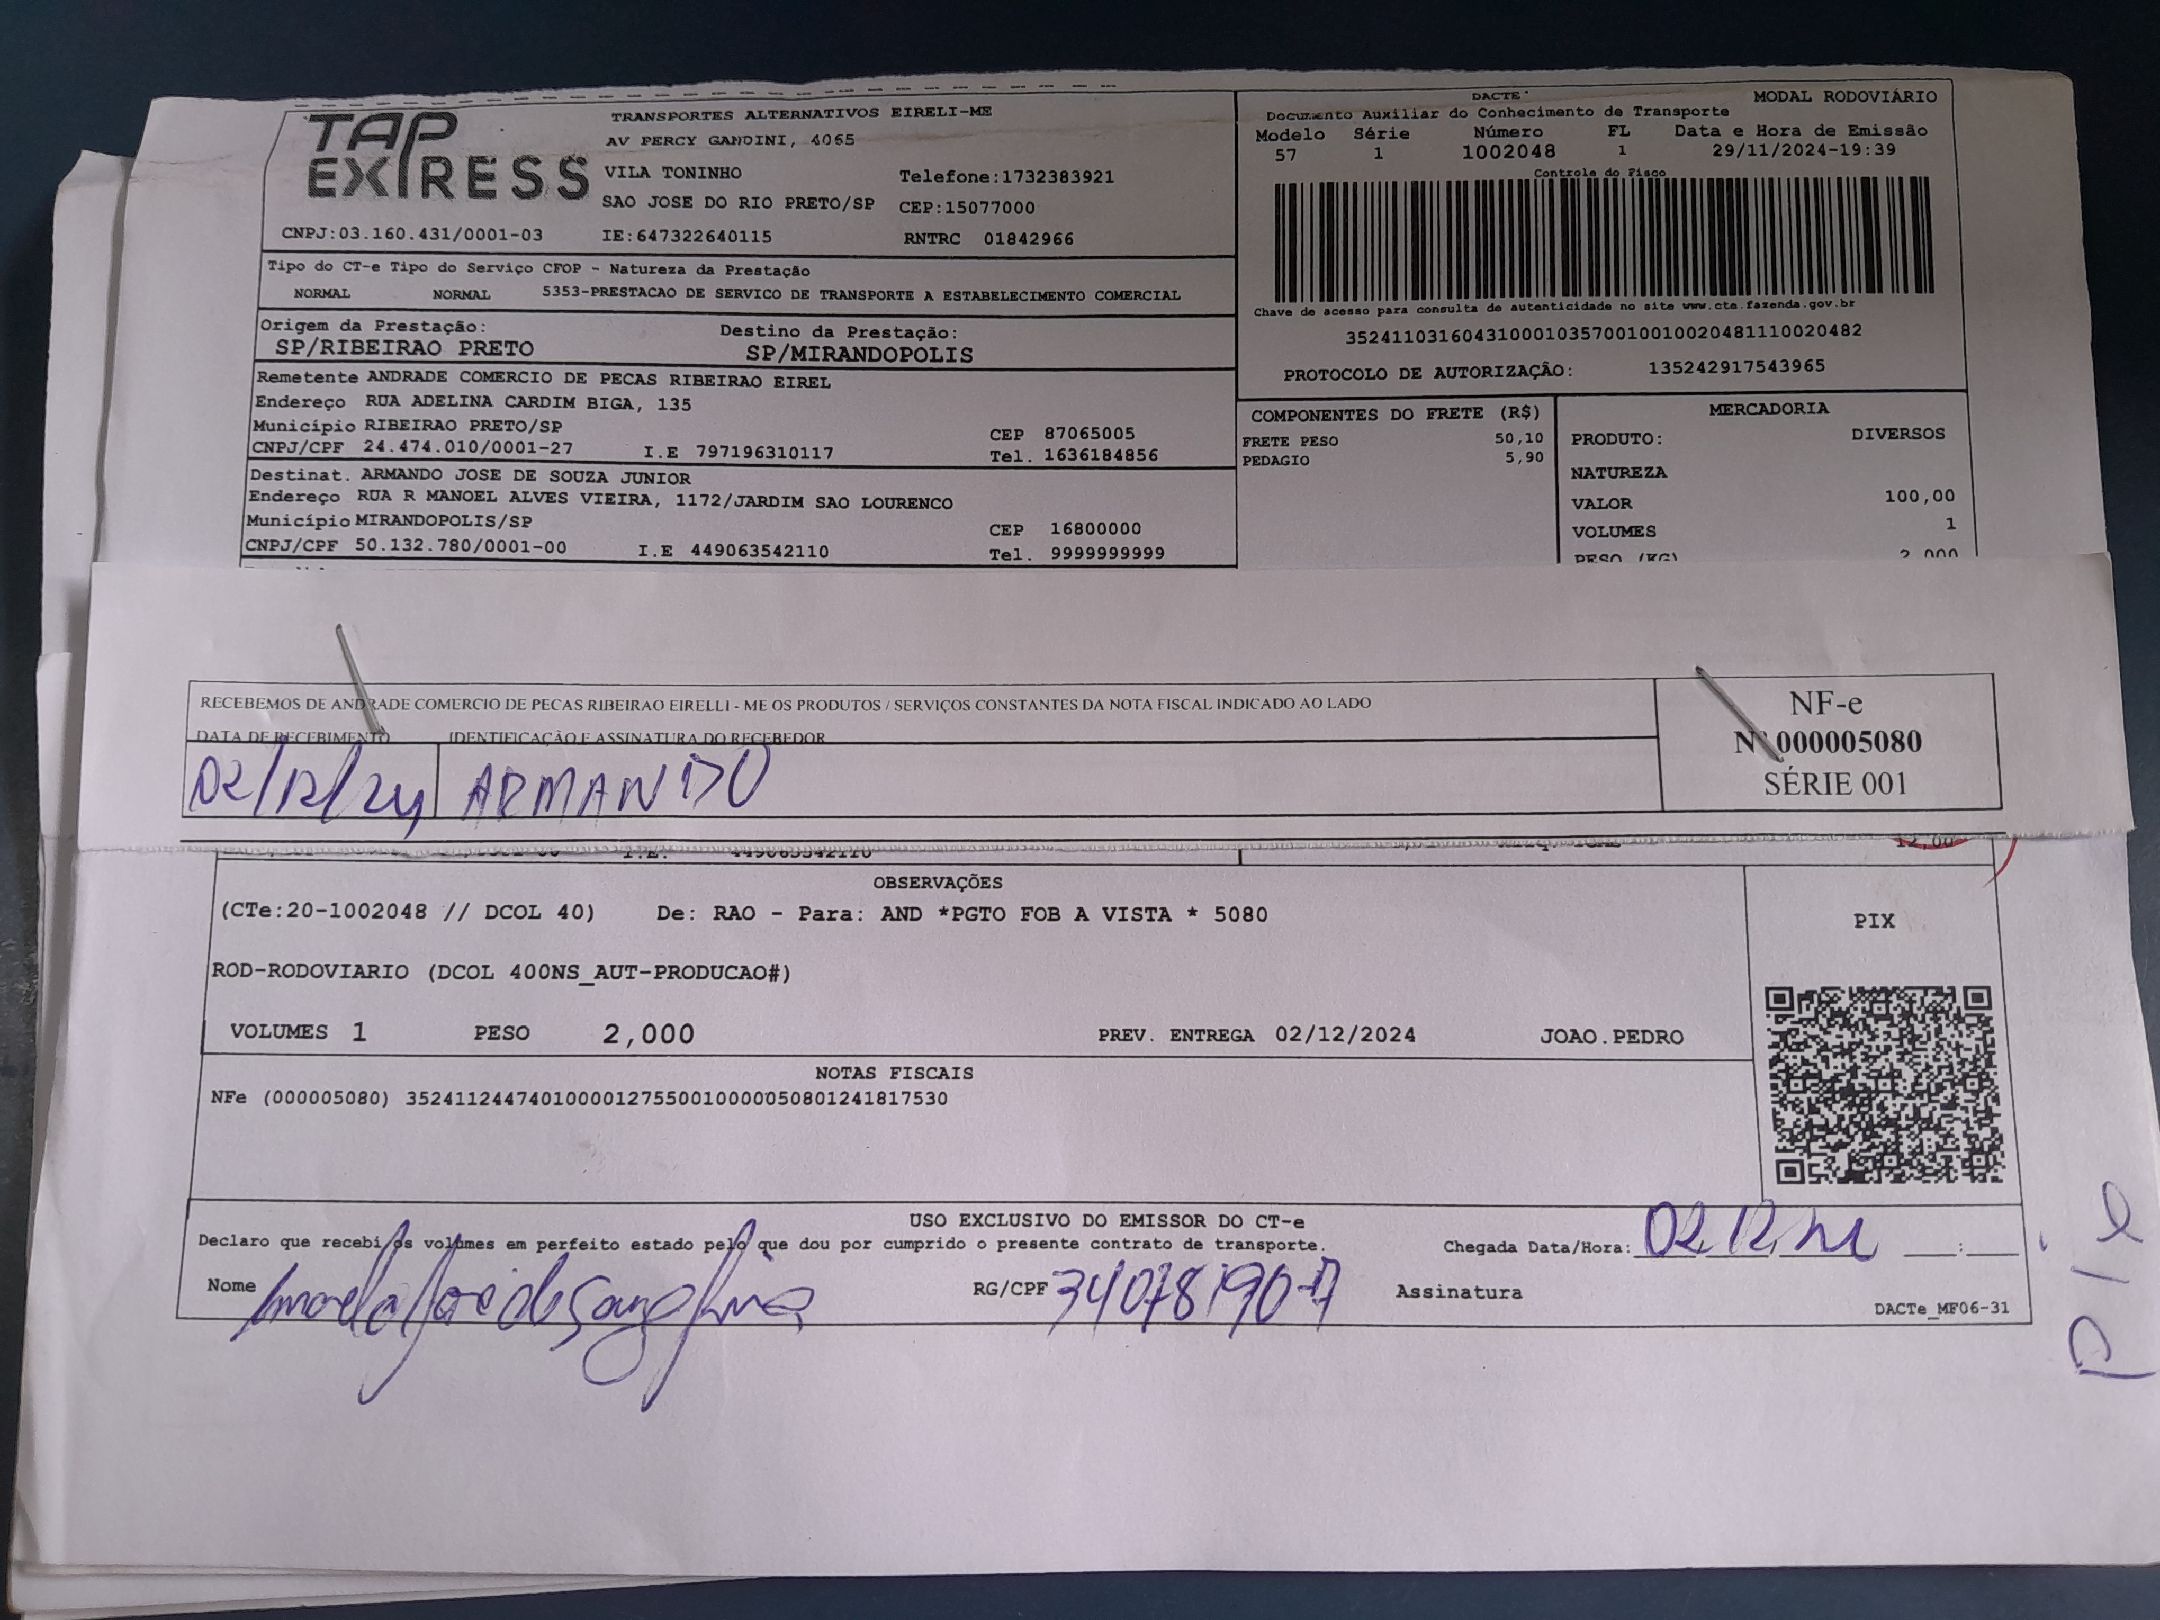 TAP EXPRESS
TRANSPORTES ALTERNATIVOS EIRELI-ME
AV PERCY GANDINI, 4065
VILA TONINHO Telefone:1732383921
SAO JOSE DO RIO PRETO/SP CEP:15077000
CNPJ:03.160.431/0001-03 IE:647322640115 RNTRC 01842966
DACTE MODAL RODOVIÁRIO
Documento Auxiliar do Conhecimento de Transporte
Modelo Série Número FL Data e Hora de Emissão
57 1 1002048 1 29/11/2024-19:39
Controle do Fisco
Chave de acesso para consulta de autenticidade no site www.cte.fazenda.gov.br
35241103160431000103570010010020481110020482
PROTOCOLO DE AUTORIZAÇÃO: 135242917543965
Tipo do CT-e Tipo do Serviço CFOP - Natureza da Prestação
NORMAL NORMAL 5353-PRESTACAO DE SERVICO DE TRANSPORTE A ESTABELECIMENTO COMERCIAL
Origem da Prestação: Destino da Prestação:
SP/RIBEIRAO PRETO SP/MIRANDOPOLIS
Remetente ANDRADE COMERCIO DE PECAS RIBEIRAO EIREL
Endereço RUA ADELINA CARDIM BIGA, 135
Município RIBEIRAO PRETO/SP CEP 87065005
CNPJ/CPF 24.474.010/0001-27 I.E 797196310117 Tel. 1636184856
Destinat. ARMANDO JOSE DE SOUZA JUNIOR
Endereço RUA R MANOEL ALVES VIEIRA, 1172/JARDIM SAO LOURENCO
Município MIRANDOPOLIS/SP CEP 16800000
CNPJ/CPF 50.132.780/0001-00 I.E 449063542110 Tel. 9999999999
COMPONENTES DO FRETE (R$)
FRETE PESO 50,10
PEDAGIO 5,90
MERCADORIA
PRODUTO: DIVERSOS
NATUREZA
VALOR 100,00
VOLUMES 1
PESO (KG) 2,000
RECEBEMOS DE ANDRADE COMERCIO DE PECAS RIBEIRAO EIRELLI - ME OS PRODUTOS / SERVIÇOS CONSTANTES DA NOTA FISCAL INDICADO AO LADO
DATA DE RECEBIMENTO IDENTIFICAÇÃO E ASSINATURA DO RECEBEDOR
02/12/24 ARMANDO
NF-e
Nº 000005080
SÉRIE 001
I.E. 449063542110 12,00
OBSERVAÇÕES
(CTe:20-1002048 // DCOL 40) De: RAO - Para: AND *PGTO FOB A VISTA * 5080
ROD-RODOVIARIO (DCOL 400NS_AUT-PRODUCAO#)
VOLUMES 1 PESO 2,000 PREV. ENTREGA 02/12/2024 JOAO.PEDRO
PIX
NOTAS FISCAIS
NFe (000005080) 35241124474010000127550010000050801241817530
USO EXCLUSIVO DO EMISSOR DO CT-e
Declaro que recebi os volumes em perfeito estado pelo que dou por cumprido o presente contrato de transporte. Chegada Data/Hora: 02.12.24 :
Nome RG/CPF Assinatura
DACTe_MF06-31